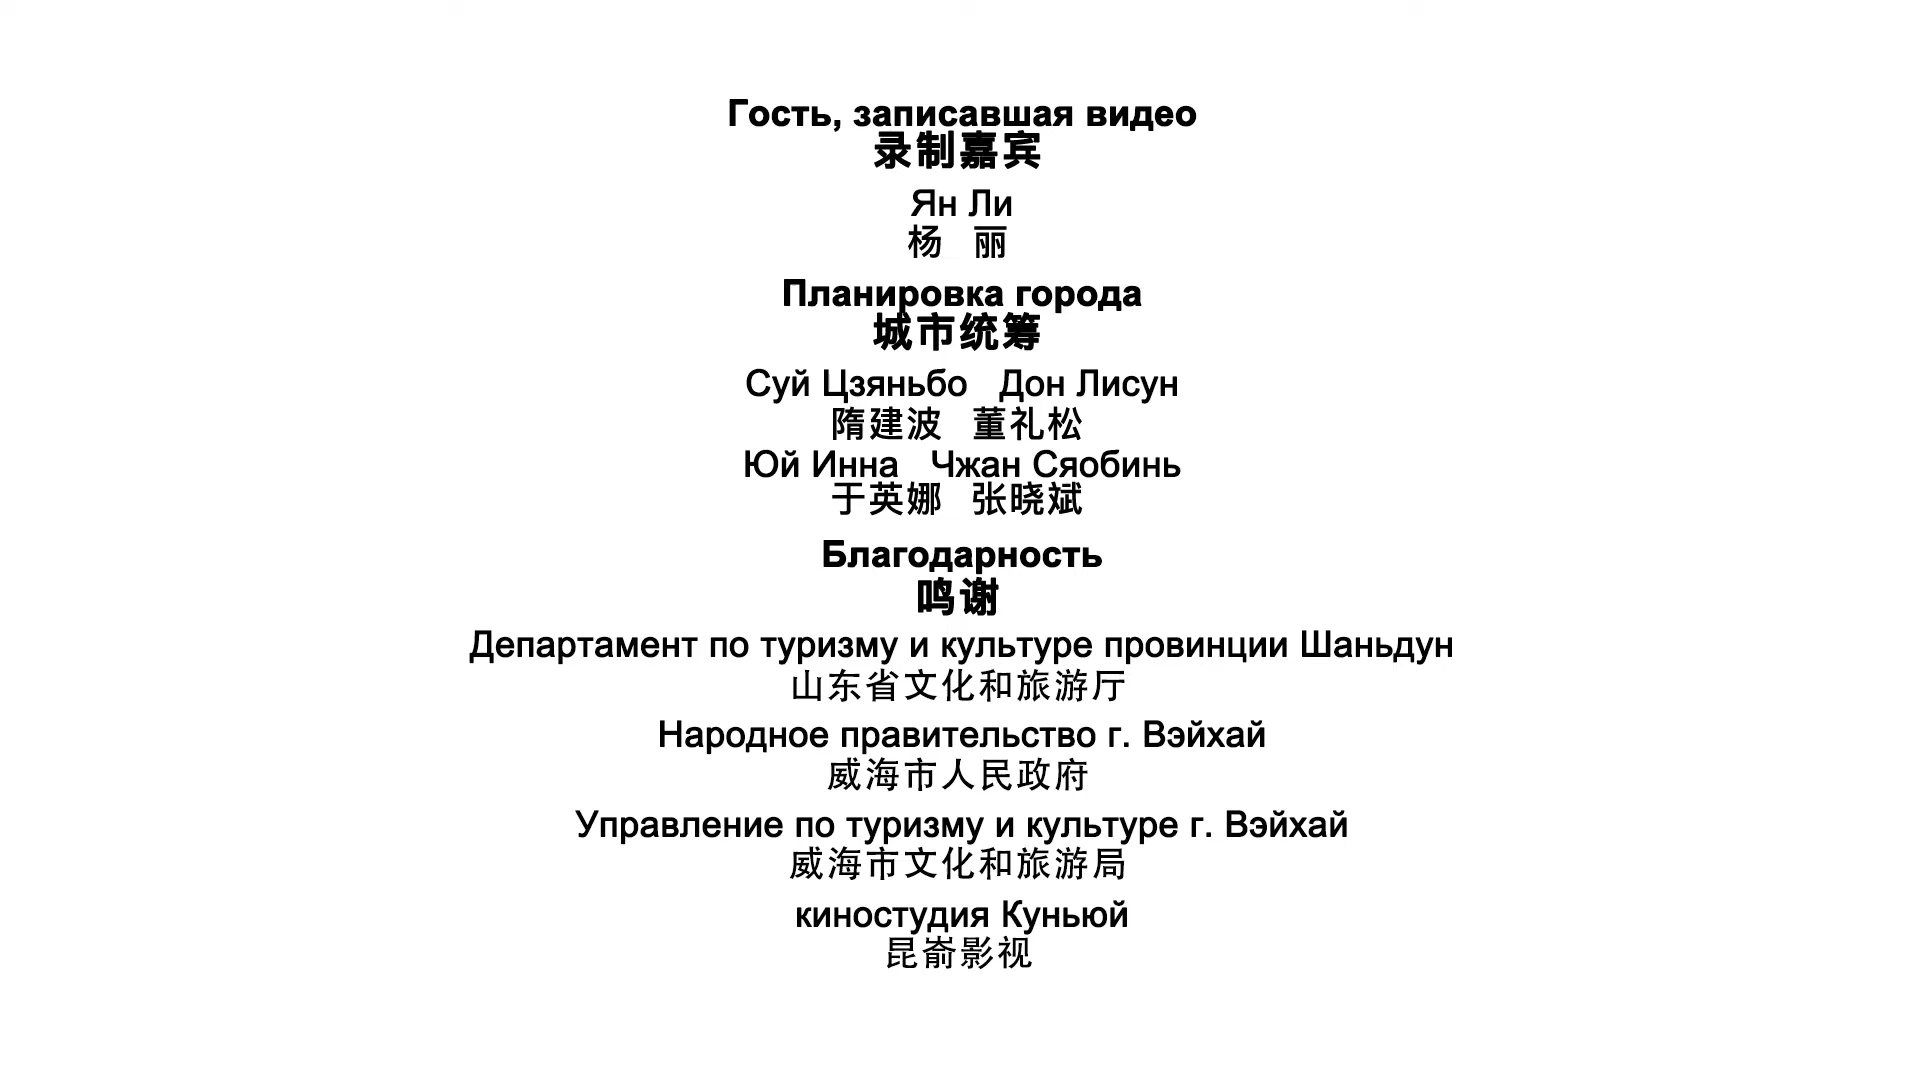 Гость, записавшая видео
录制嘉宾
Ян Ли
杨 丽
Планировка города
城市统筹
Суй Цзяньбо Дон Лисун
隋建波 董礼松
Юй Инна Чжан Сяобинь
于英娜 张晓斌
Благодарность
鸣谢
Департамент по туризму и культуре провинции Шаньдун
山东省文化和旅游厅
Народное правительство г. Вэйхай
威海市人民政府
Управление по туризму и культуре г. Вэйхай
威海市文化和旅游局
киностудия Куньюй
昆嵛影视